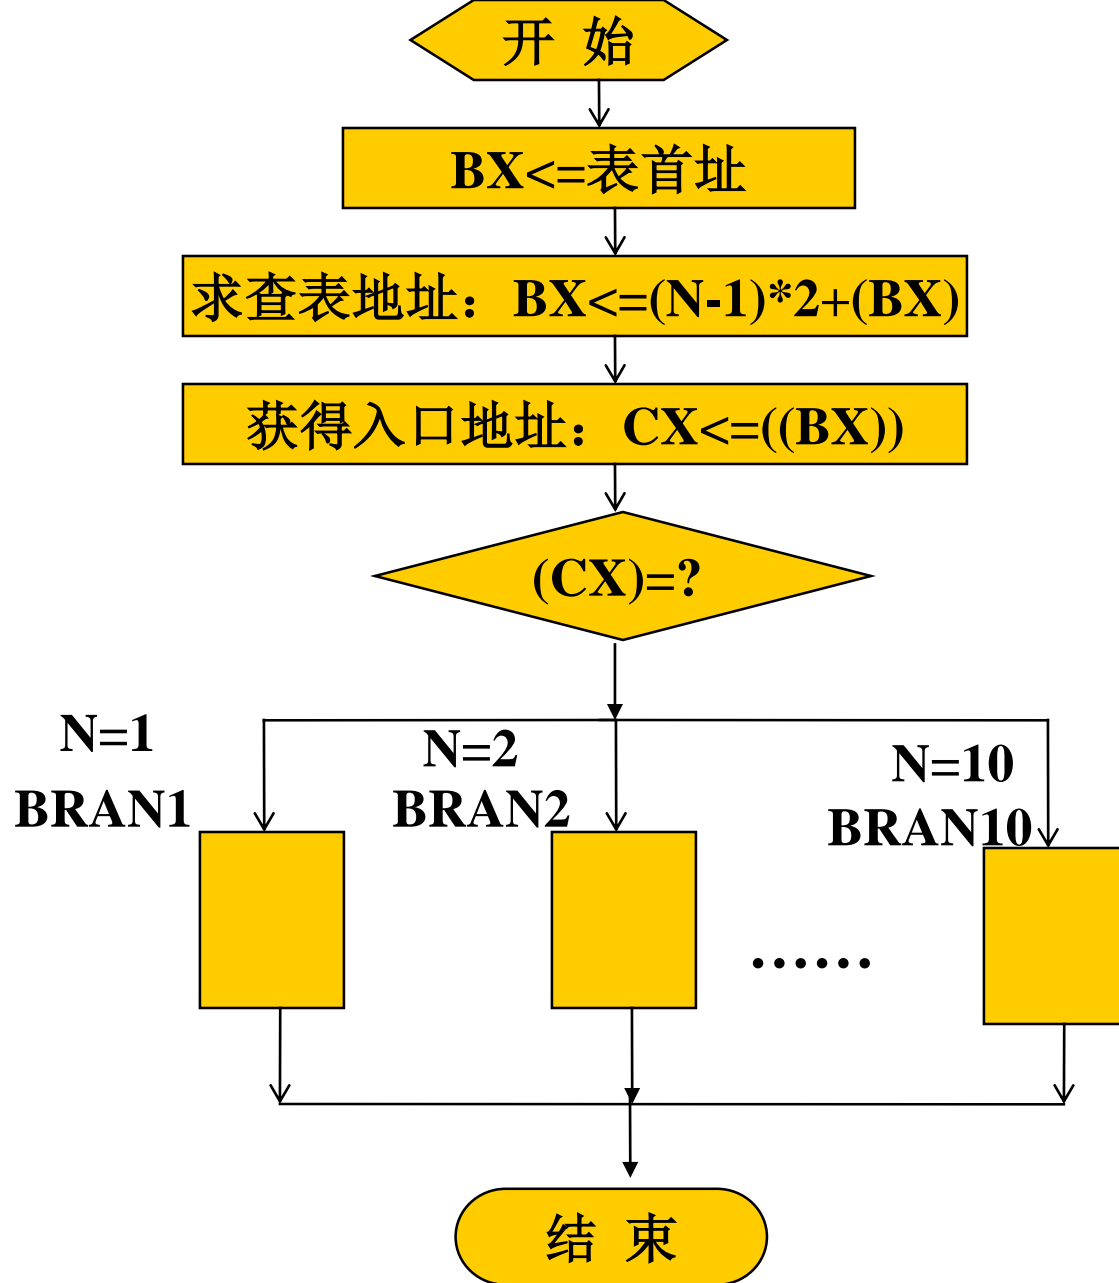 开 始
BX<=表首址
求查表地址：BX<=(N-1)*2+(BX)
获得入口地址：CX<=((BX))
(CX)=?
N=1
BRAN1
N=2
BRAN2
N=10
BRAN10
······
结 束